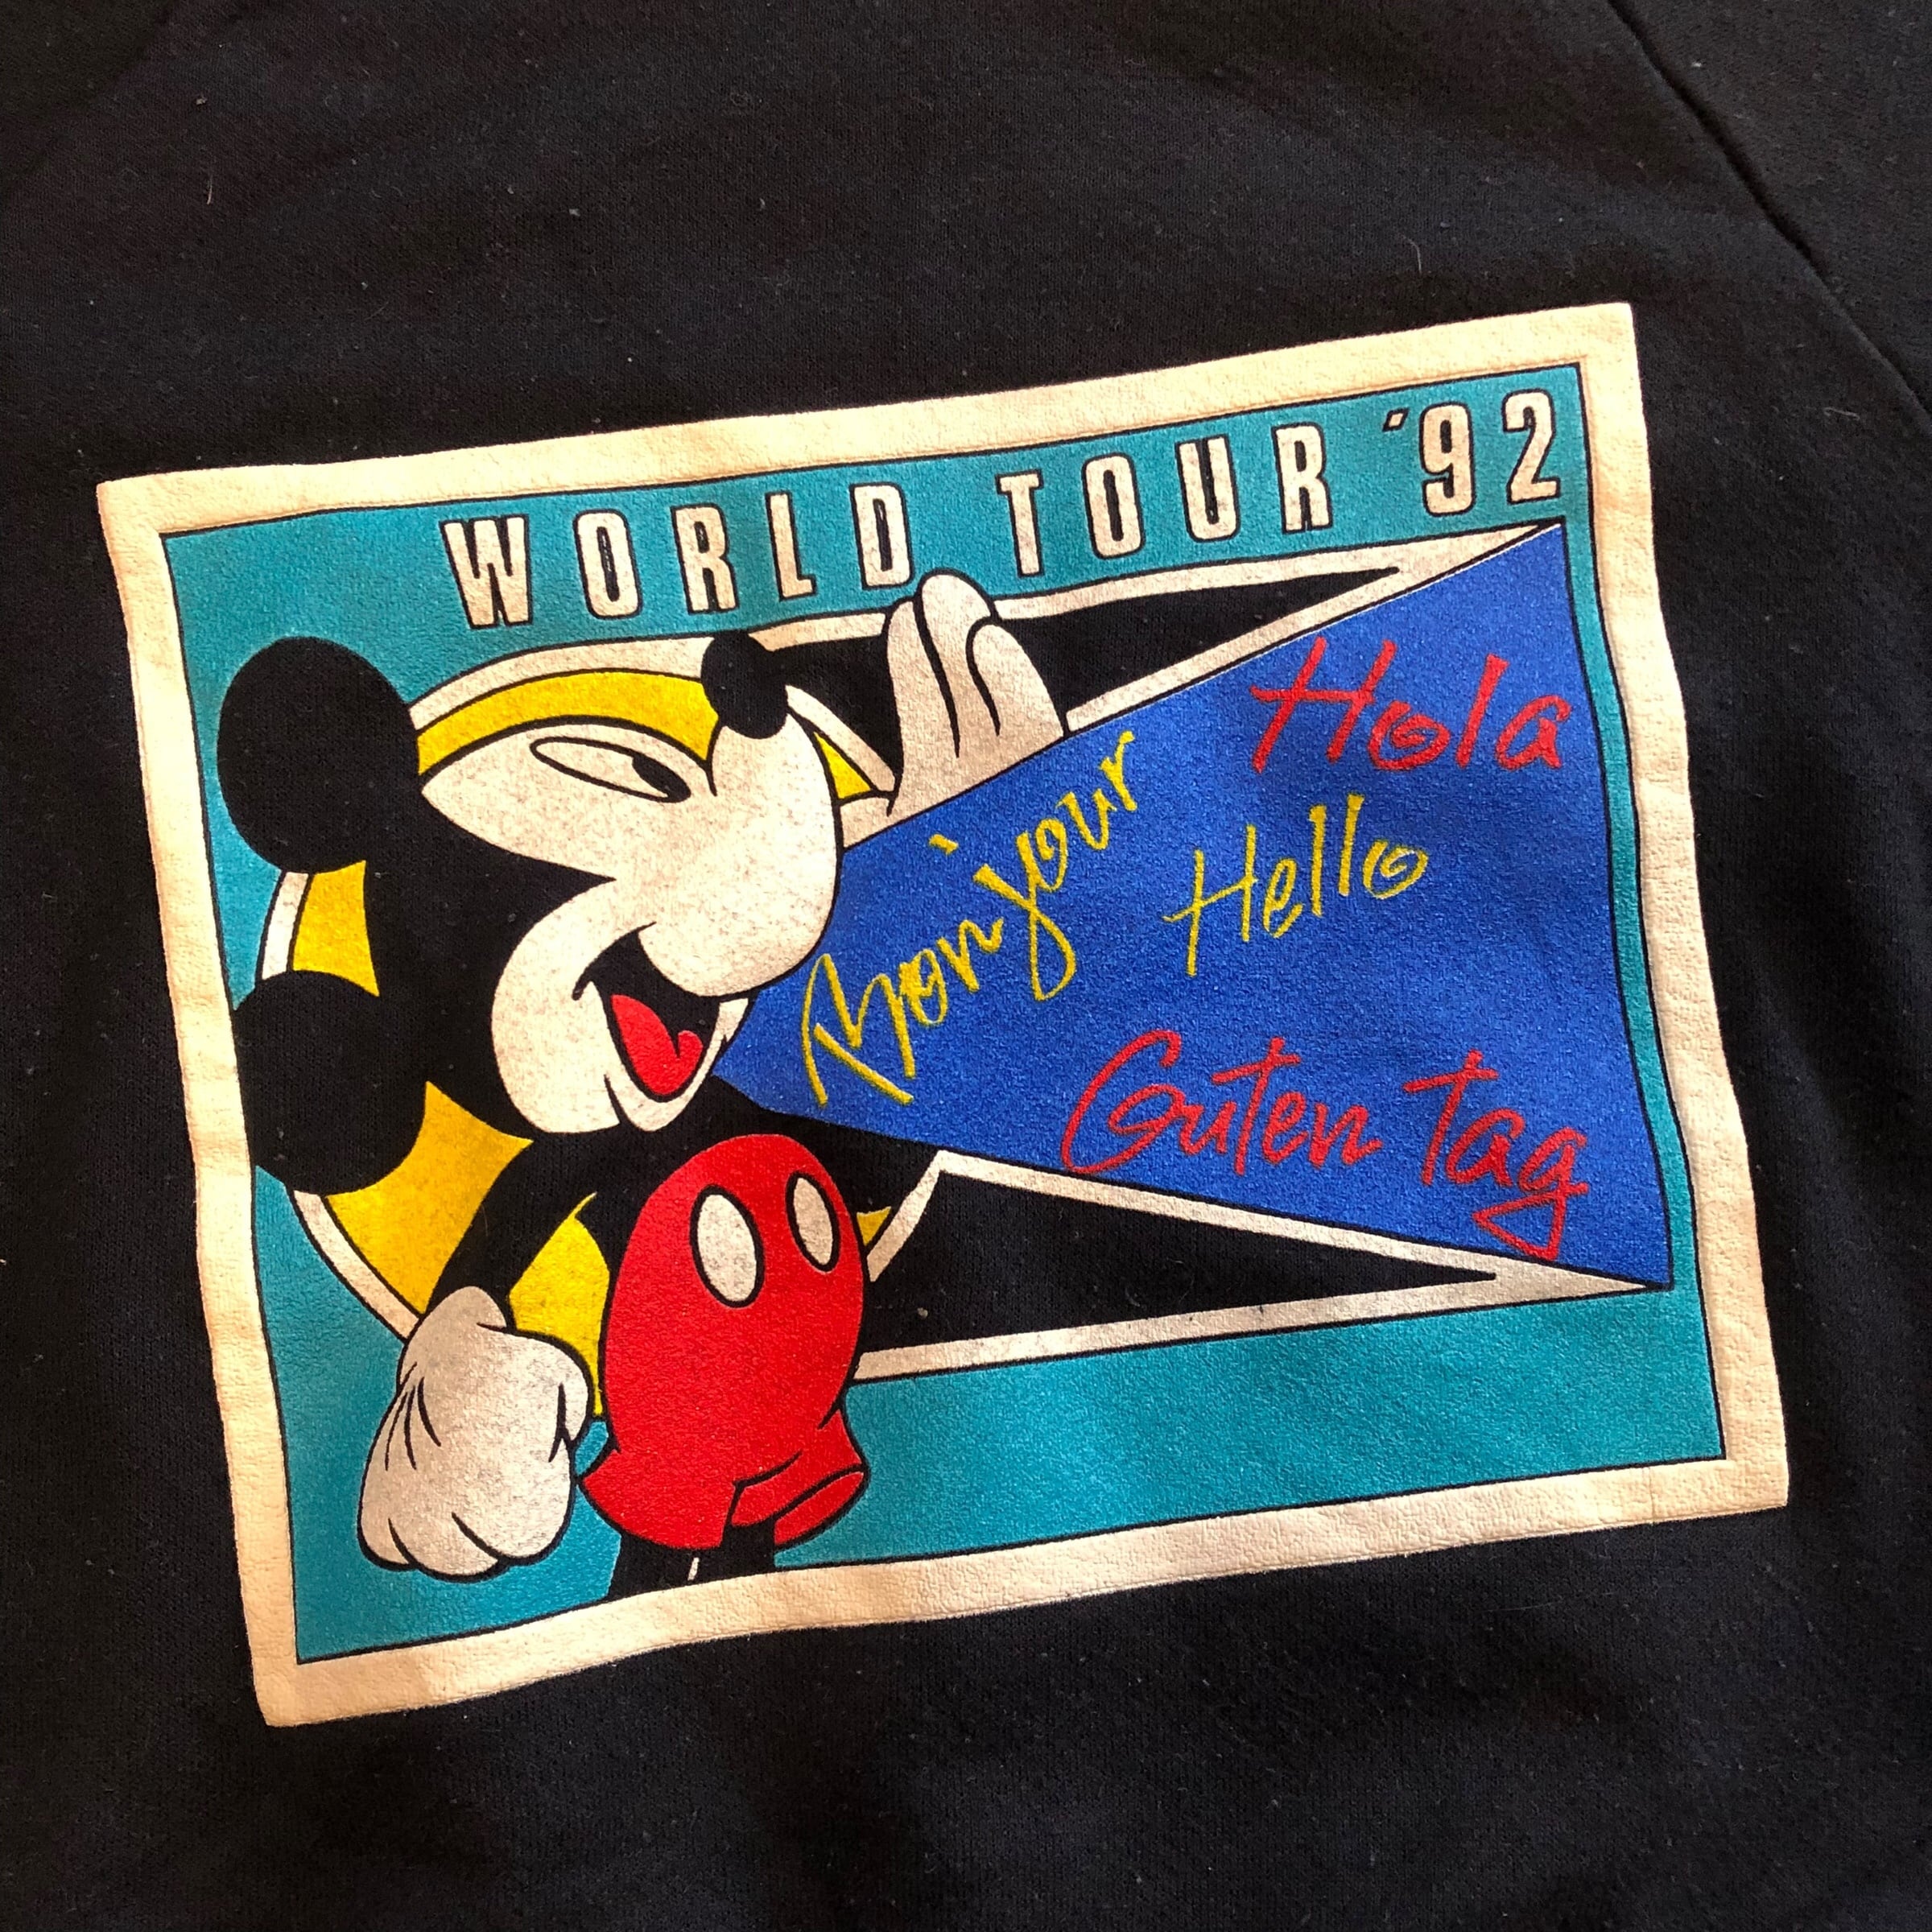 WORLD TOUR '92
Hola
Bonjour
Hello
Guten Tag